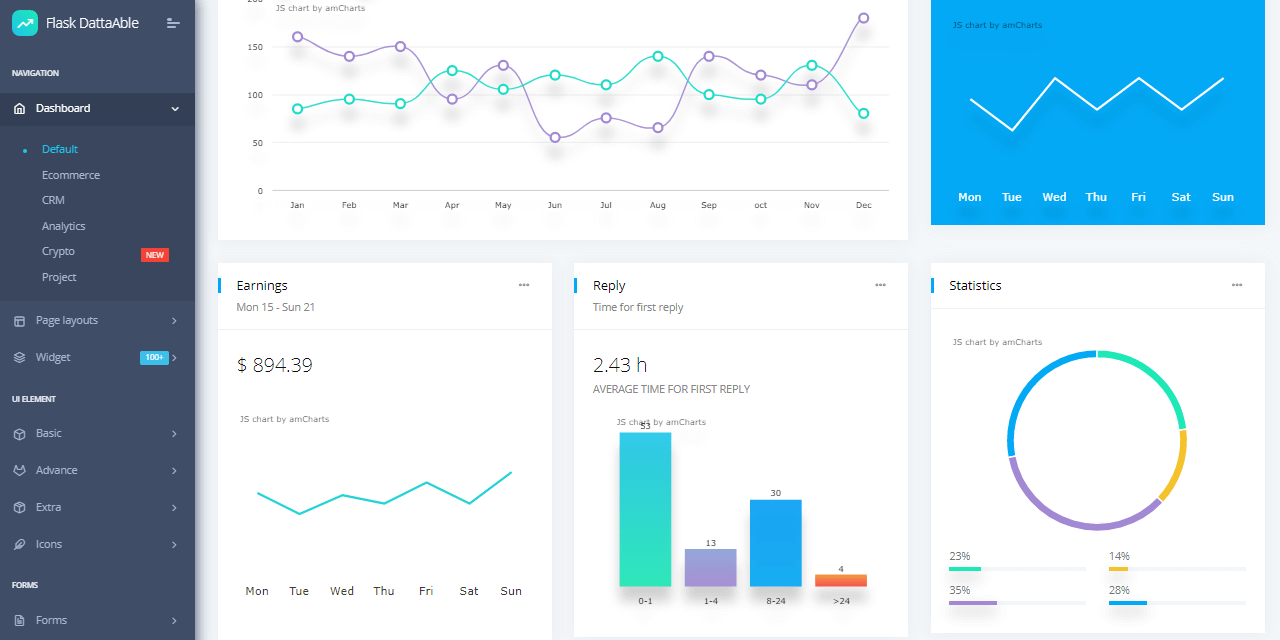 Flask DattaAble
NAVIGATION
Dashboard
Default
Ecommerce
CRM
Analytics
Crypto
NEW
Project
Page layouts
Widget
100+
UI ELEMENT
Basic
Advance
Extra
Icons
FORMS
Forms
200
JS chart by amCharts
150
100
50
0
Jan Feb Mar Apr May Jun Jul Aug Sep oct Nov Dec
JS chart by amCharts
Mon Tue Wed Thu Fri Sat Sun
Earnings
Mon 15 - Sun 21
$ 894.39
JS chart by amCharts
Mon Tue Wed Thu Fri Sat Sun
Reply
Time for first reply
2.43 h
AVERAGE TIME FOR FIRST REPLY
JS chart by amCharts
53
13
30
4
0-1 1-4 8-24 >24
Statistics
JS chart by amCharts
23% 14%
35% 28%